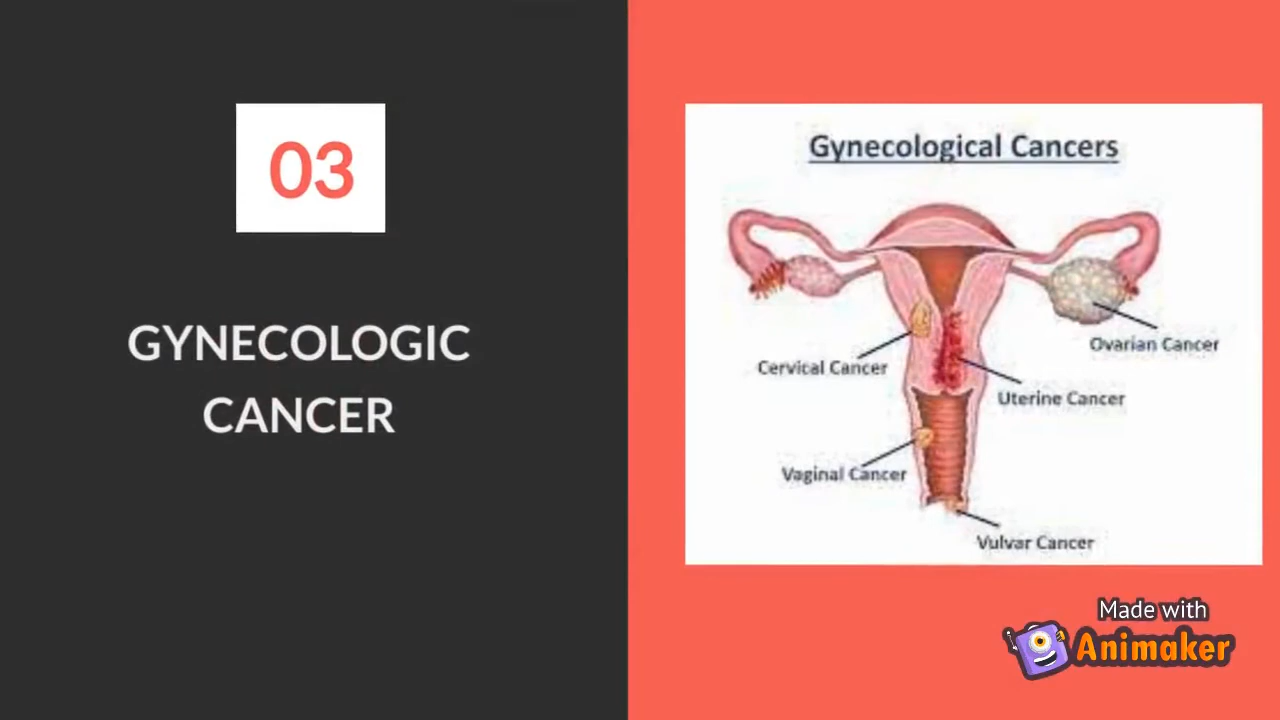 03
GYNECOLOGIC
CANCER
Gynecological Cancers
Ovarian Cancer
Cervical Cancer
Uterine Cancer
Vaginal Cancer
Vulvar Cancer
Made with
Animaker